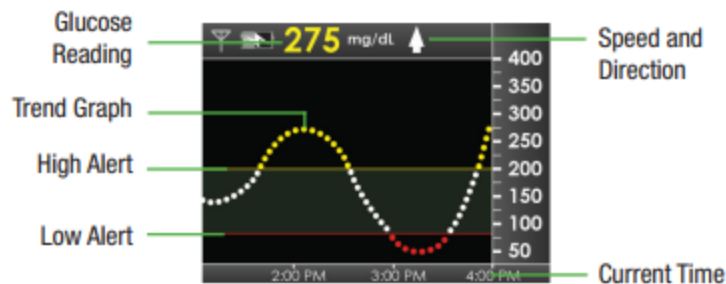 Glucose
Reading
275 mg/dL
Speed and
Direction
400
350
300
250
200
150
100
50
Trend Graph
High Alert
Low Alert
2:00 PM 3:00 PM 4:00 PM
Current Time